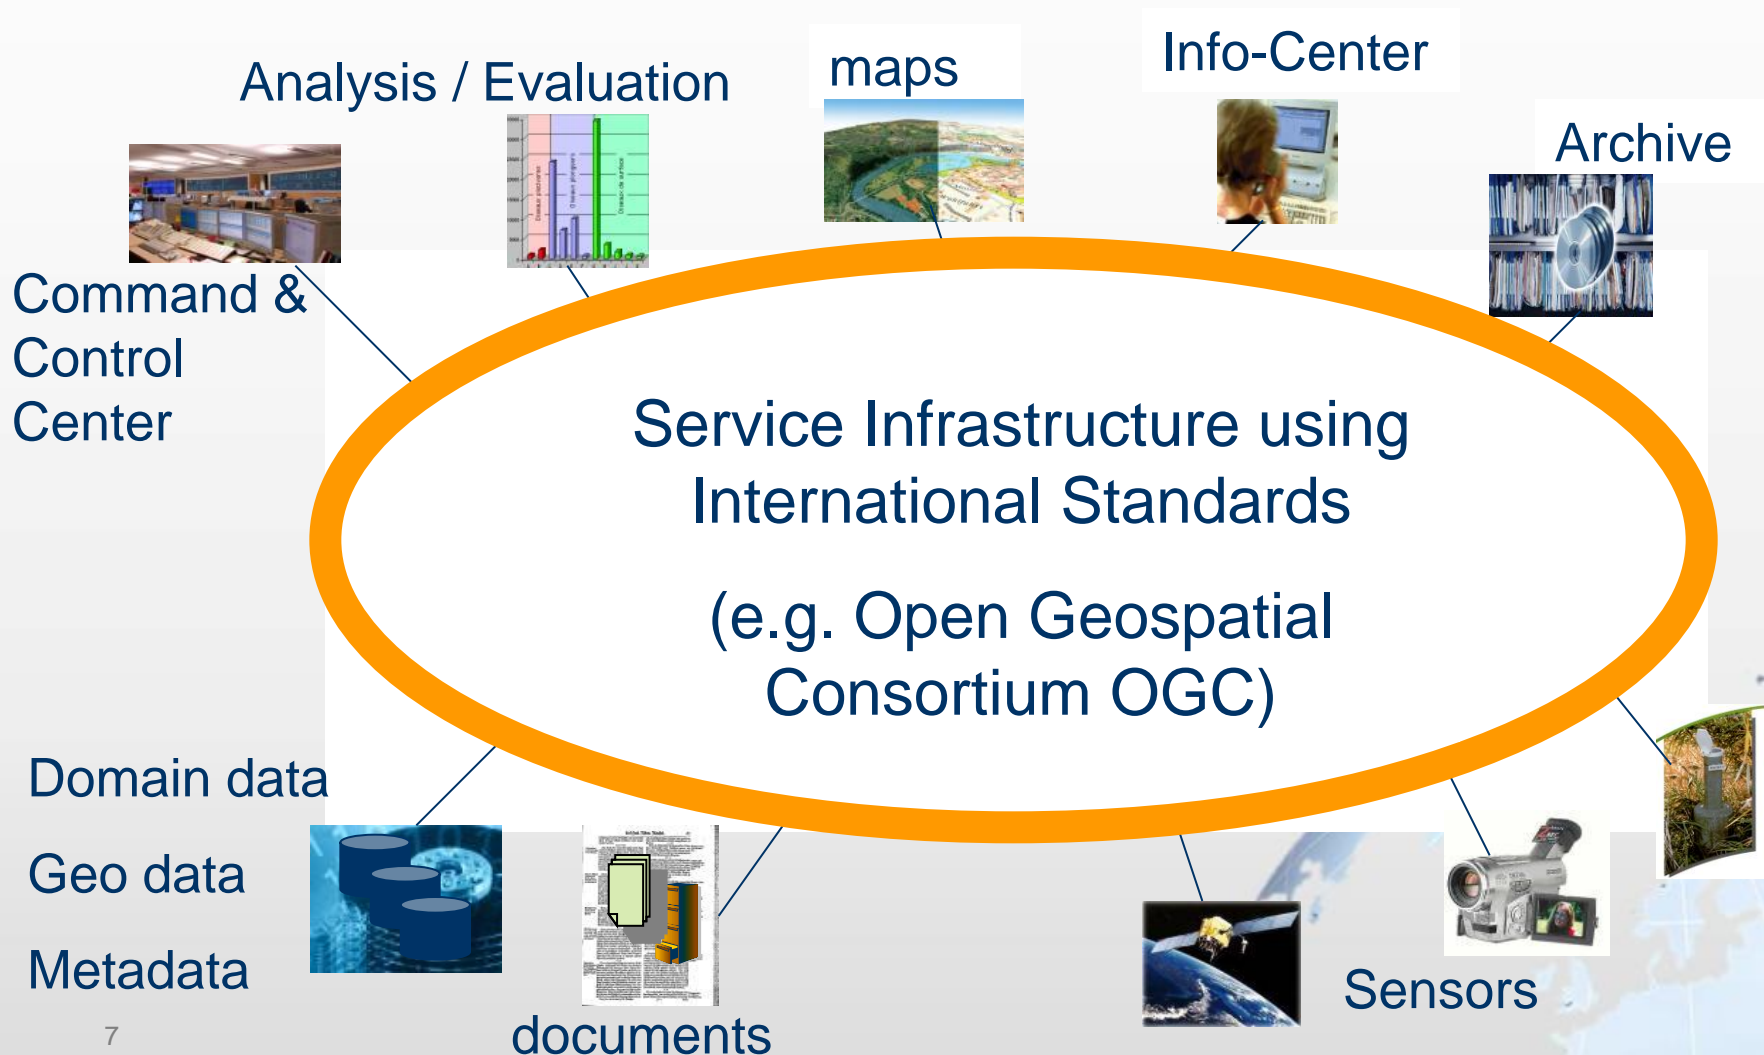 Analysis / Evaluation
maps
Info-Center
Archive
Command &
Control
Center
Service Infrastructure using
International Standards
(e.g. Open Geospatial
Consortium OGC)
Domain data
Geo data
Metadata
documents
Sensors
7